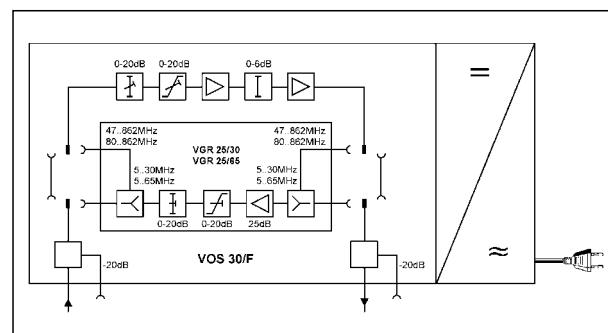 0-20dB 0-20dB 0-6dB
47..862MHz 47..862MHz
80..862MHz 80..862MHz
VGR 25/30
VGR 25/65
5..30MHz 5..30MHz
5..65MHz 5..65MHz
0-20dB 0-20dB 25dB
-20dB VOS 30/F -20dB